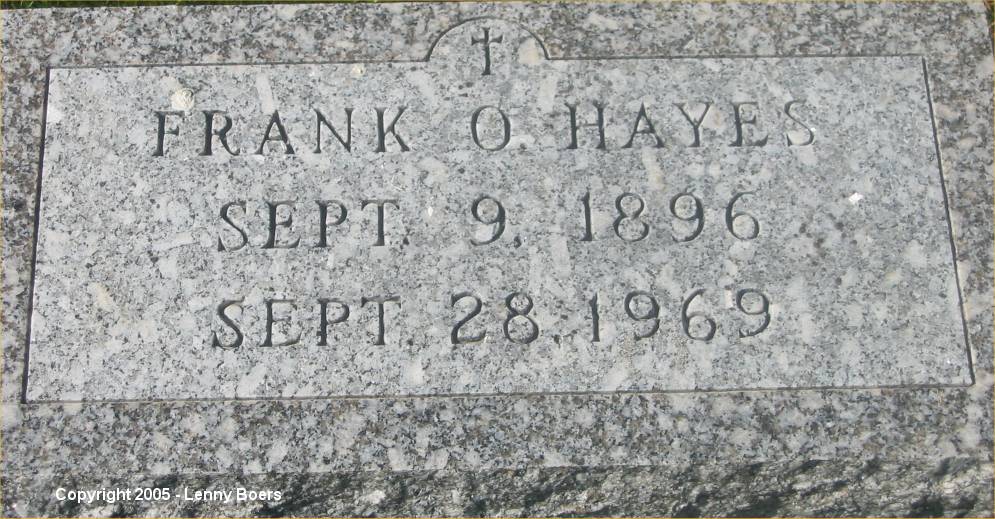 FRANK O. HAYES
SEPT. 9, 1896
SEPT. 28, 1969
Copyright 2005 - Lenny Boers